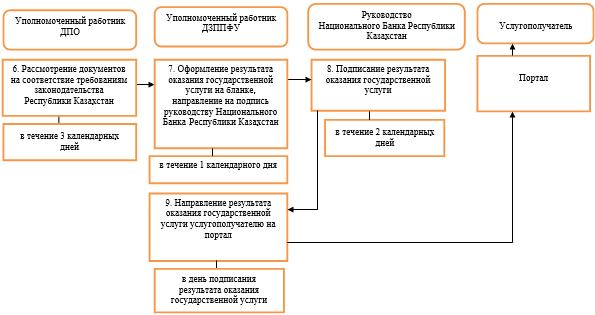 Уполномоченный работник
ДПО
Уполномоченный работник
ДЗППФУ
Руководство
Национального Банка Республики
Казахстан
Услугополучатель
6. Рассмотрение документов
на соответствие требованиям
законодательства
Республики Казахстан
в течение 3 календарных
дней
7. Оформление результата
оказания государственной
услуги на бланке,
направление на подпись
руководству Национального
Банка Республики Казахстан
в течение 1 календарного дня
8. Подписание результата
оказания государственной
услуги
в течение 2 календарных
дней
Портал
9. Направление результата
оказания государственной
услуги услугополучателю на
портал
в день подписания
результата оказания
государственной услуги